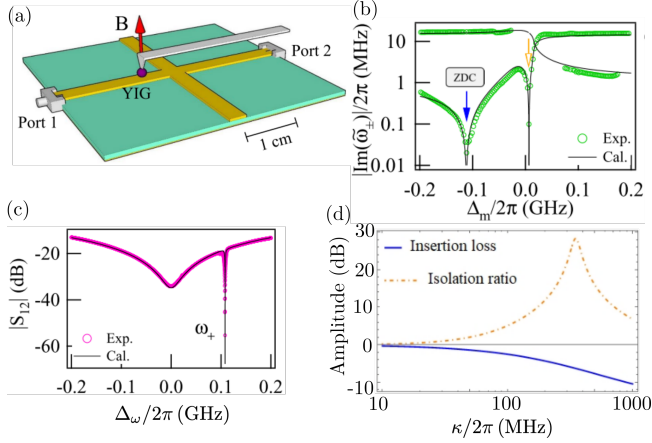 (a)
B
Port 2
YIG
Port 1
1 cm
(b)
|Im(ω̃±)|/2π (MHz)
10
1
0.1
0.01
ZDC
Exp.
Cal.
-0.2 -0.1 0.0 0.1 0.2
Δm/2π (GHz)
(c)
|S12| (dB)
-20
-40
-60
ω+
Exp.
Cal.
-0.2 -0.1 0.0 0.1 0.2
Δω/2π (GHz)
(d)
Amplitude (dB)
30
20
10
0
-10
Insertion loss
Isolation ratio
10 100 1000
κ/2π (MHz)